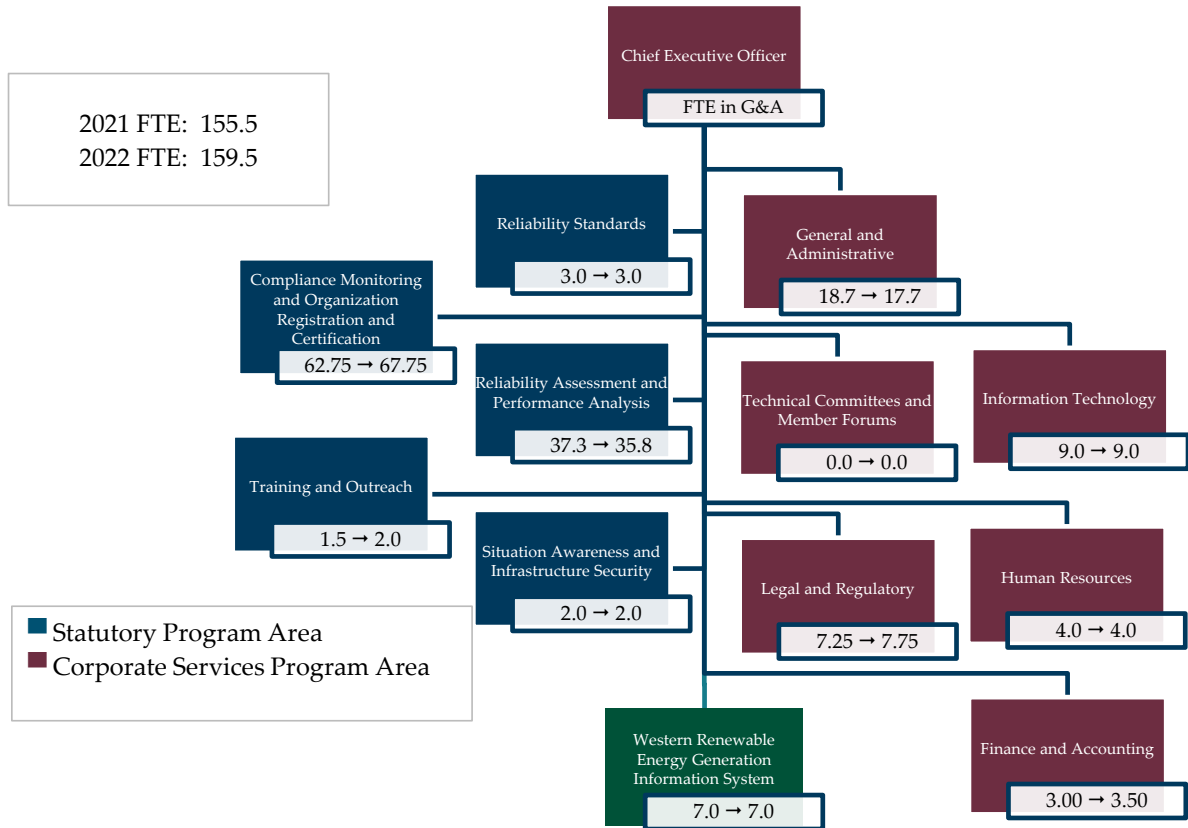 Chief Executive Officer
FTE in G&A
2021 FTE: 155.5
2022 FTE: 159.5
Reliability Standards
3.0 → 3.0
General and
Administrative
18.7 → 17.7
Compliance Monitoring
and Organization
Registration and
Certification
62.75 → 67.75
Reliability Assessment and
Performance Analysis
37.3 → 35.8
Technical Committees and
Member Forums
0.0 → 0.0
Information Technology
9.0 → 9.0
Training and Outreach
1.5 → 2.0
Situation Awareness and
Infrastructure Security
2.0 → 2.0
Legal and Regulatory
7.25 → 7.75
Human Resources
4.0 → 4.0
Statutory Program Area
Corporate Services Program Area
Western Renewable
Energy Generation
Information System
7.0 → 7.0
Finance and Accounting
3.00 → 3.50